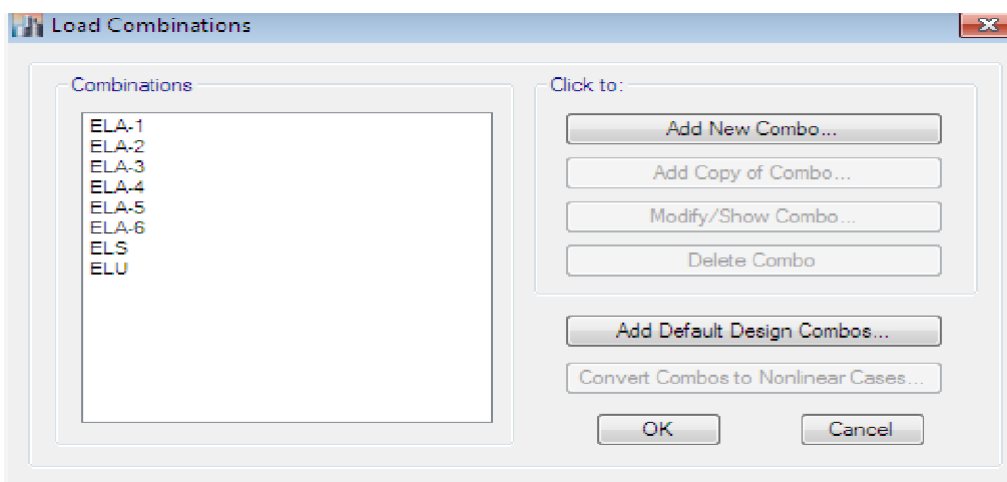 Load Combinations
Combinations
ELA-1
ELA-2
ELA-3
ELA-4
ELA-5
ELA-6
ELS
ELU
Click to:
Add New Combo...
Add Copy of Combo...
Modify/Show Combo...
Delete Combo
Add Default Design Combos...
Convert Combos to Nonlinear Cases...
OK
Cancel